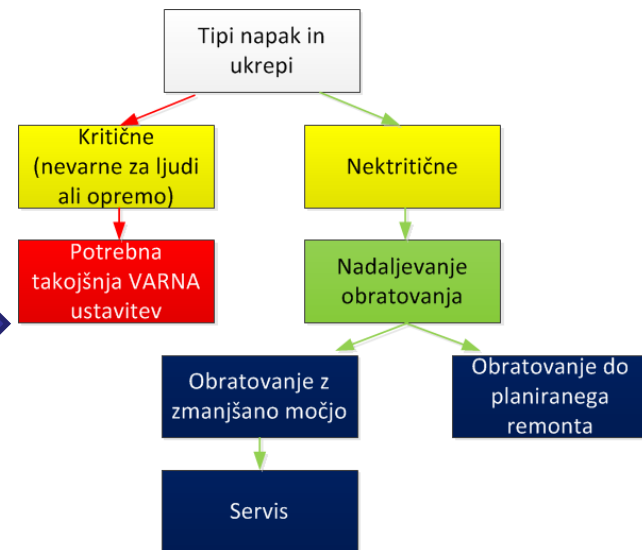 Tipi napak in
ukrepi
Kritične
(nevarne za ljudi
ali opremo)
Nektritične
Potrebna
takojšnja VARNA
ustavitev
Nadaljevanje
obratovanja
Obratovanje z
zmanjšano močjo
Obratovanje do
planiranega
remonta
Servis